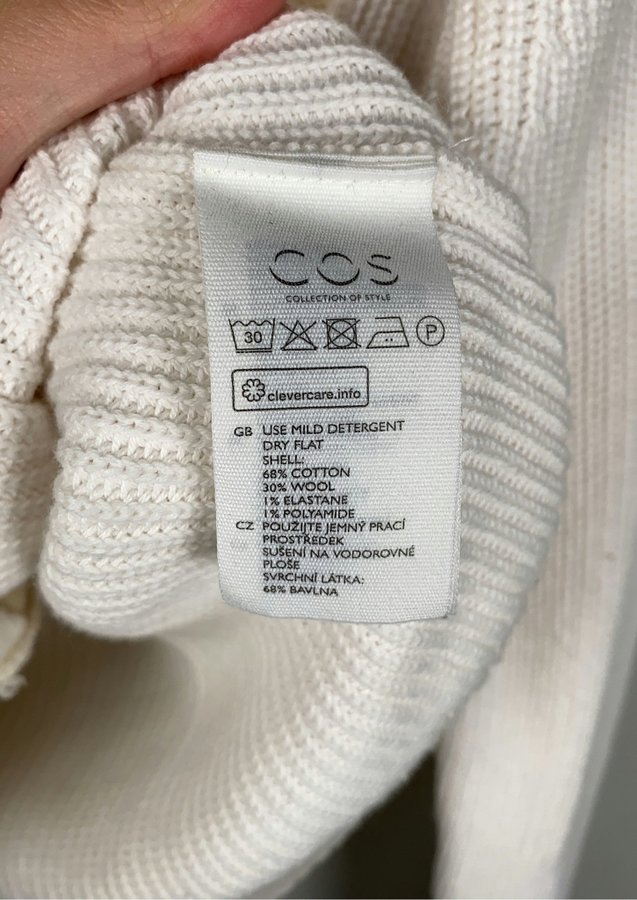 COS
COLLECTION OF STYLE
30 P
clevercare.info
GB USE MILD DETERGENT
DRY FLAT
SHELL:
68% COTTON
30% WOOL
1% ELASTANE
1% POLYAMIDE
CZ POUŽIJTE JEMNÝ PRACÍ
PROSTŘEDEK
SUŠENÍ NA VODOROVNÉ
PLOŠE
SVRCHNÍ LÁTKA:
68% BAVLNA